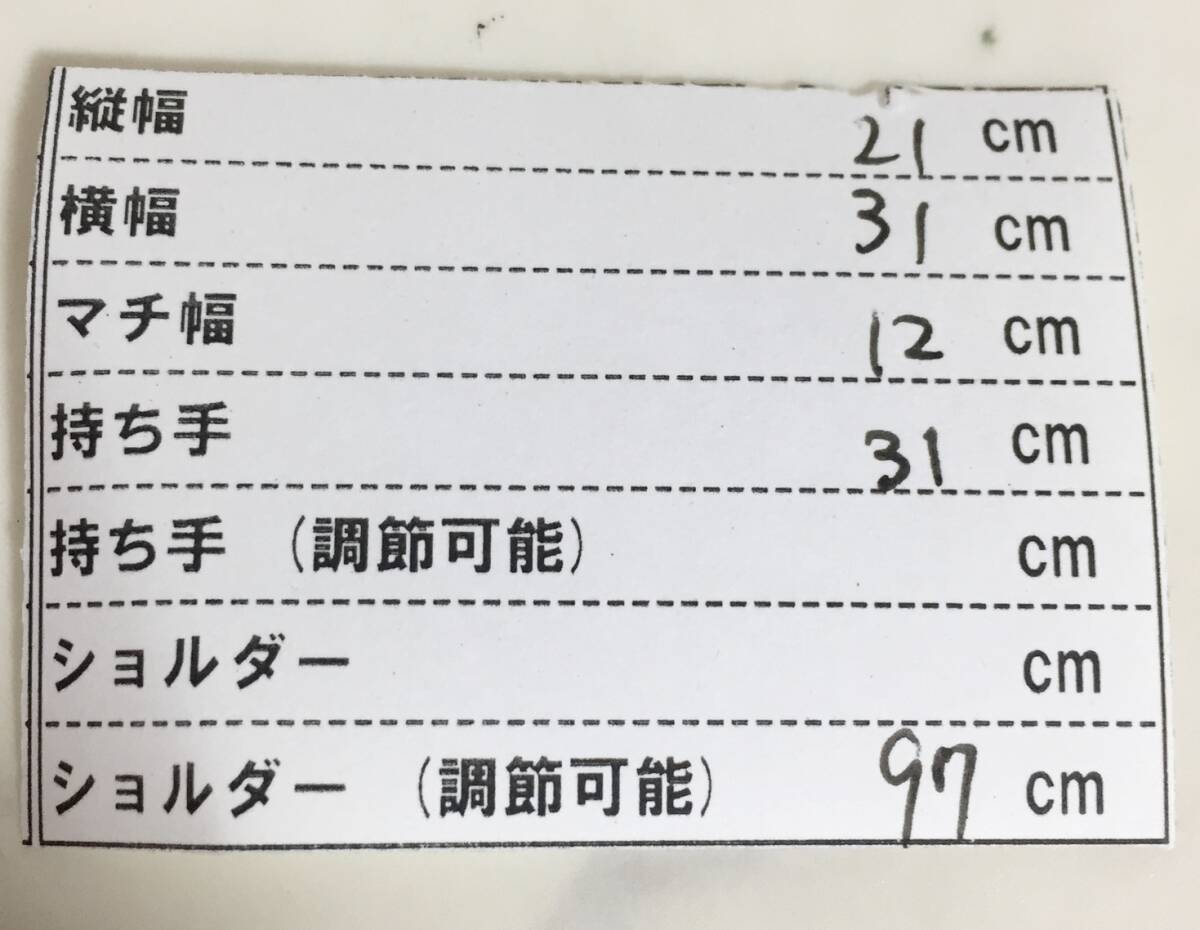 縦幅 21 cm
横幅 31 cm
マチ幅 12 cm
持ち手 31 cm
持ち手 (調節可能) cm
ショルダー cm
ショルダー (調節可能) 97 cm